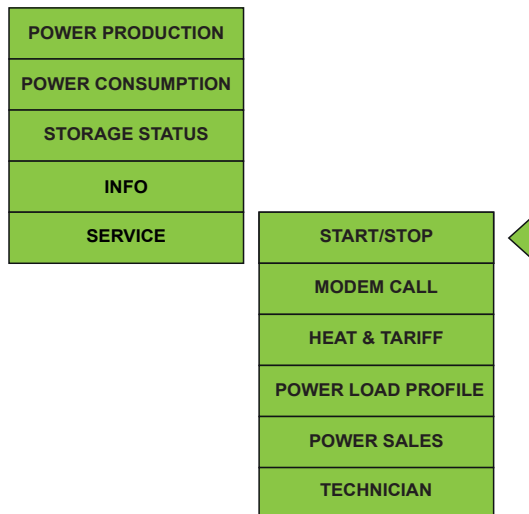 POWER PRODUCTION
POWER CONSUMPTION
STORAGE STATUS
INFO
SERVICE
START/STOP
MODEM CALL
HEAT & TARIFF
POWER LOAD PROFILE
POWER SALES
TECHNICIAN